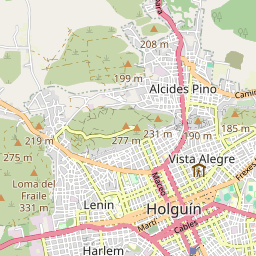 208 m
199 m
Alcides Pino
Camin
219 m
275 m
277 m
231 m
190 m
185 m
Vista Alegre
Loma del
Fraile
331 m
Maceo
Frexes
Lenin
Holguín
Martí
Cables
Harlem